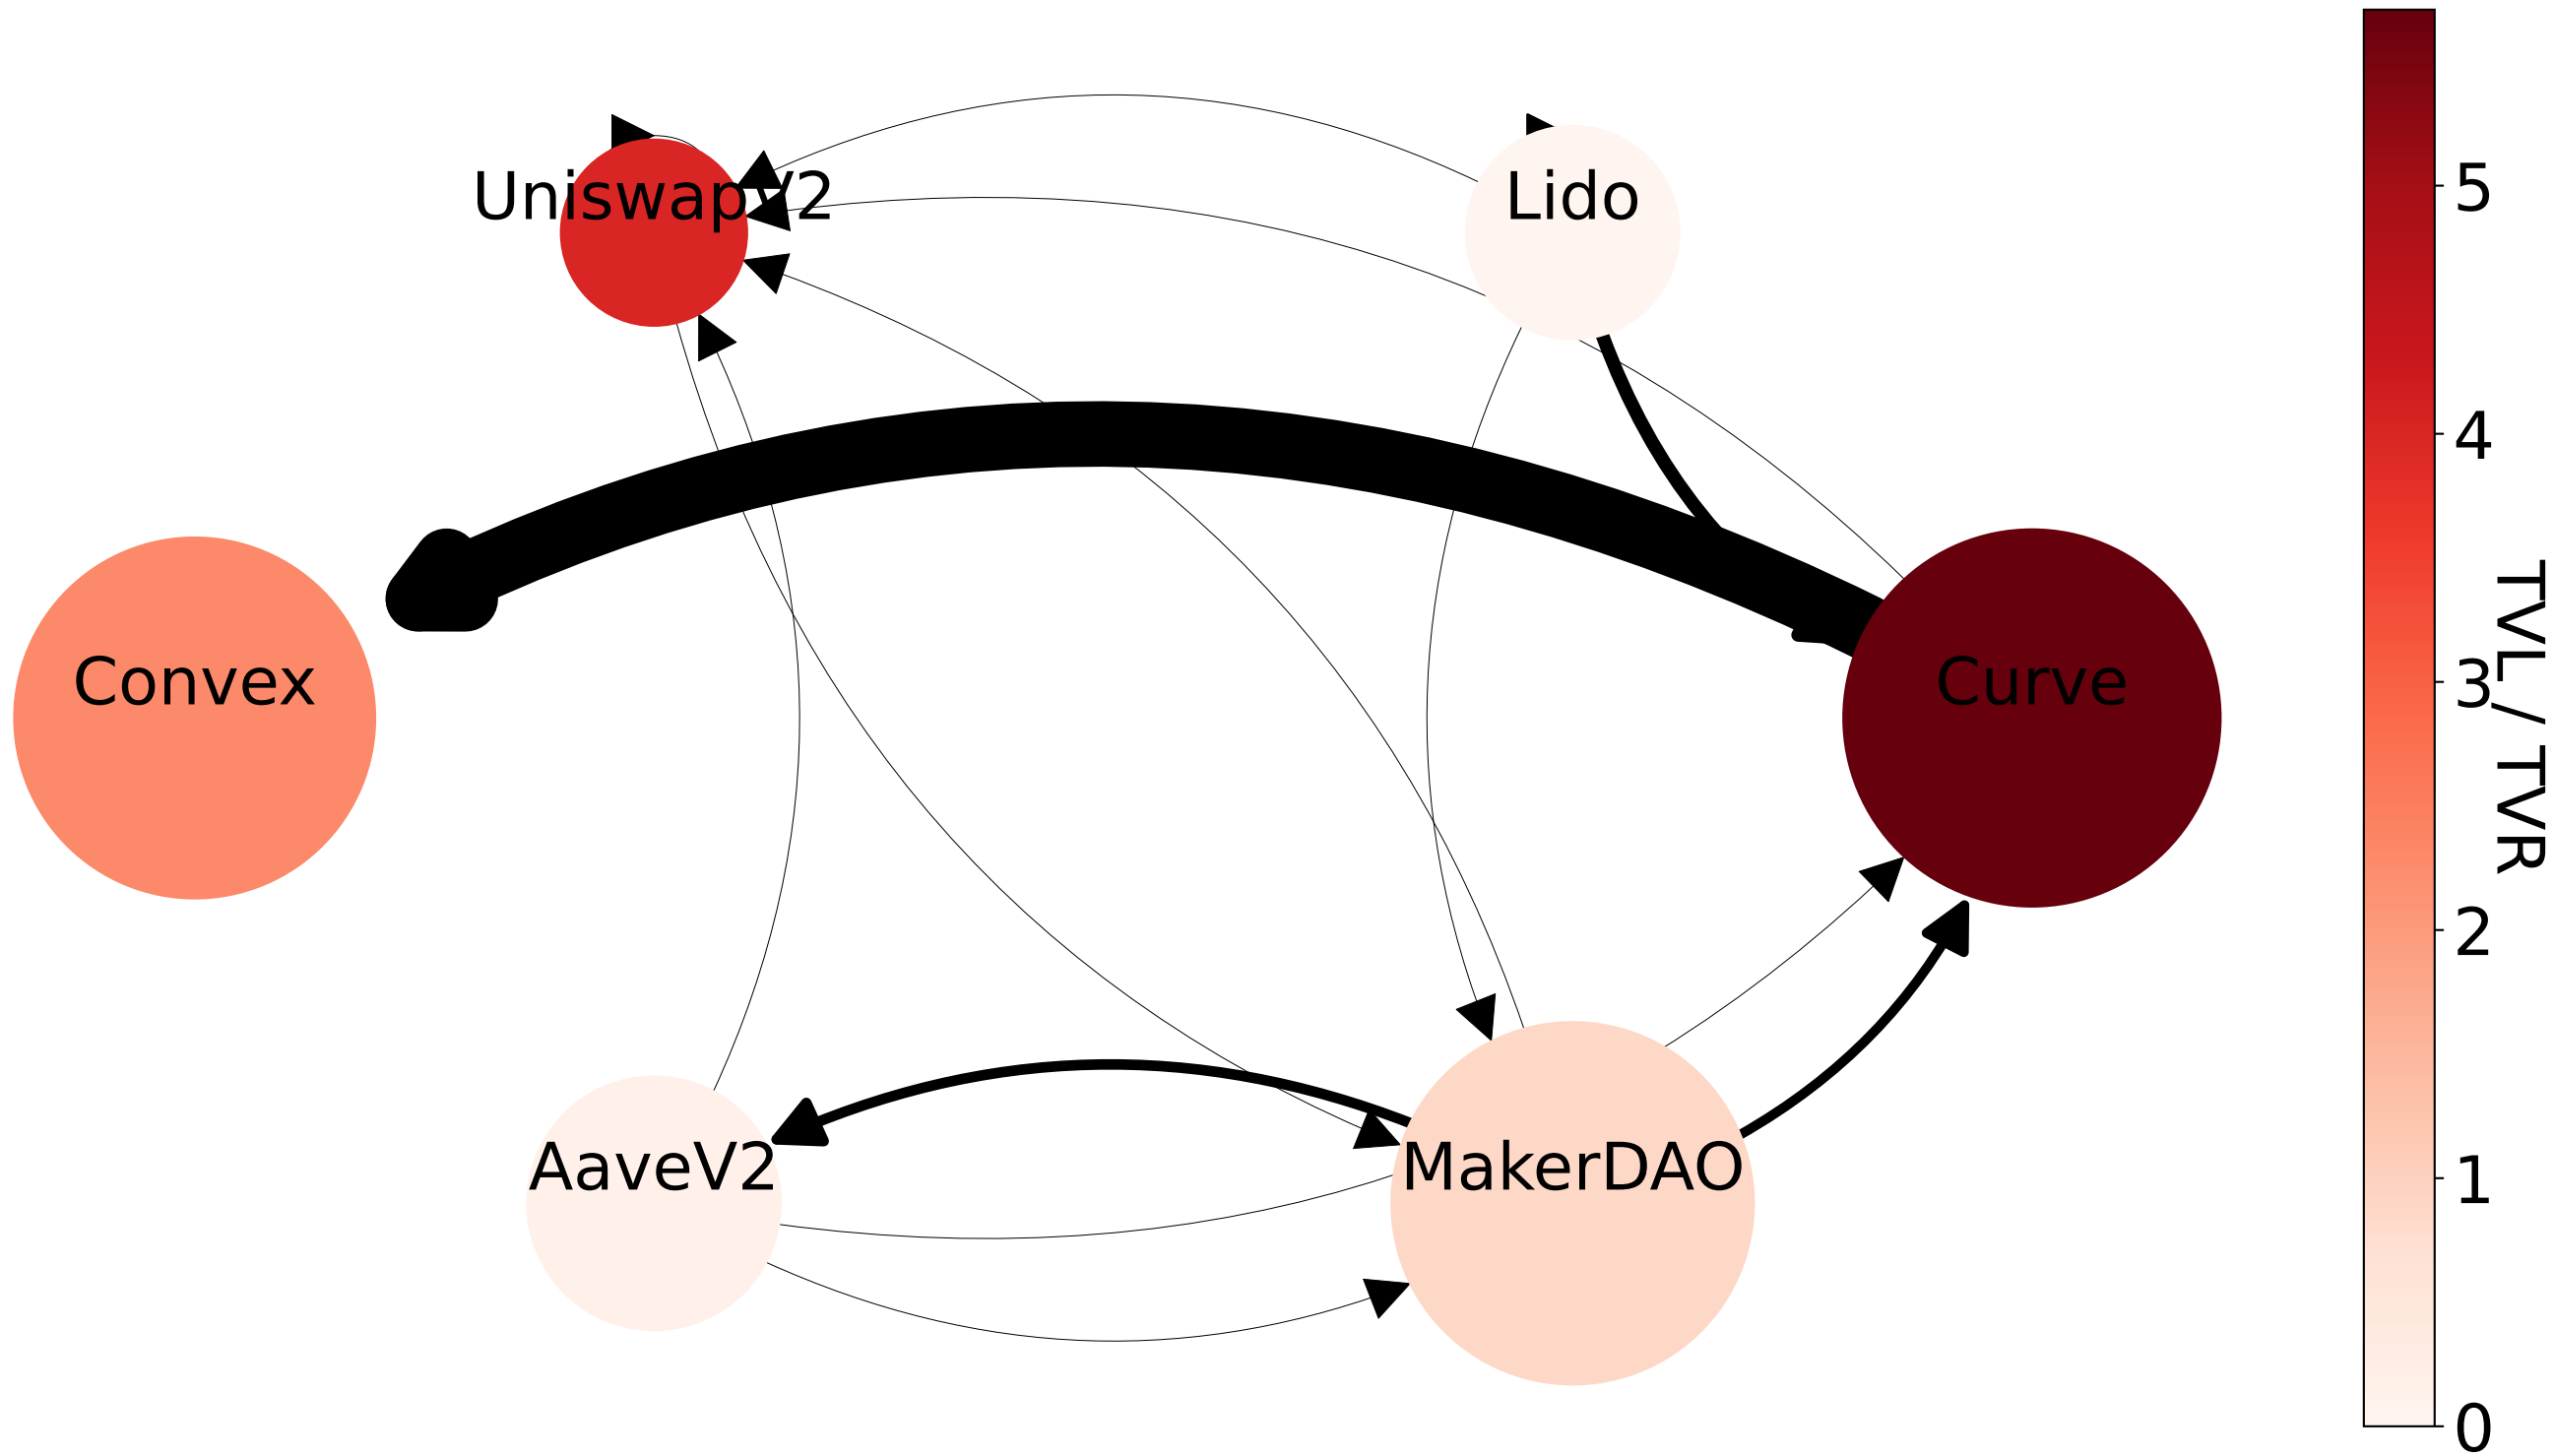 UniswapV2
Lido
Convex
Curve
AaveV2
MakerDAO
5
4
3
2
1
0
TVL / TVR